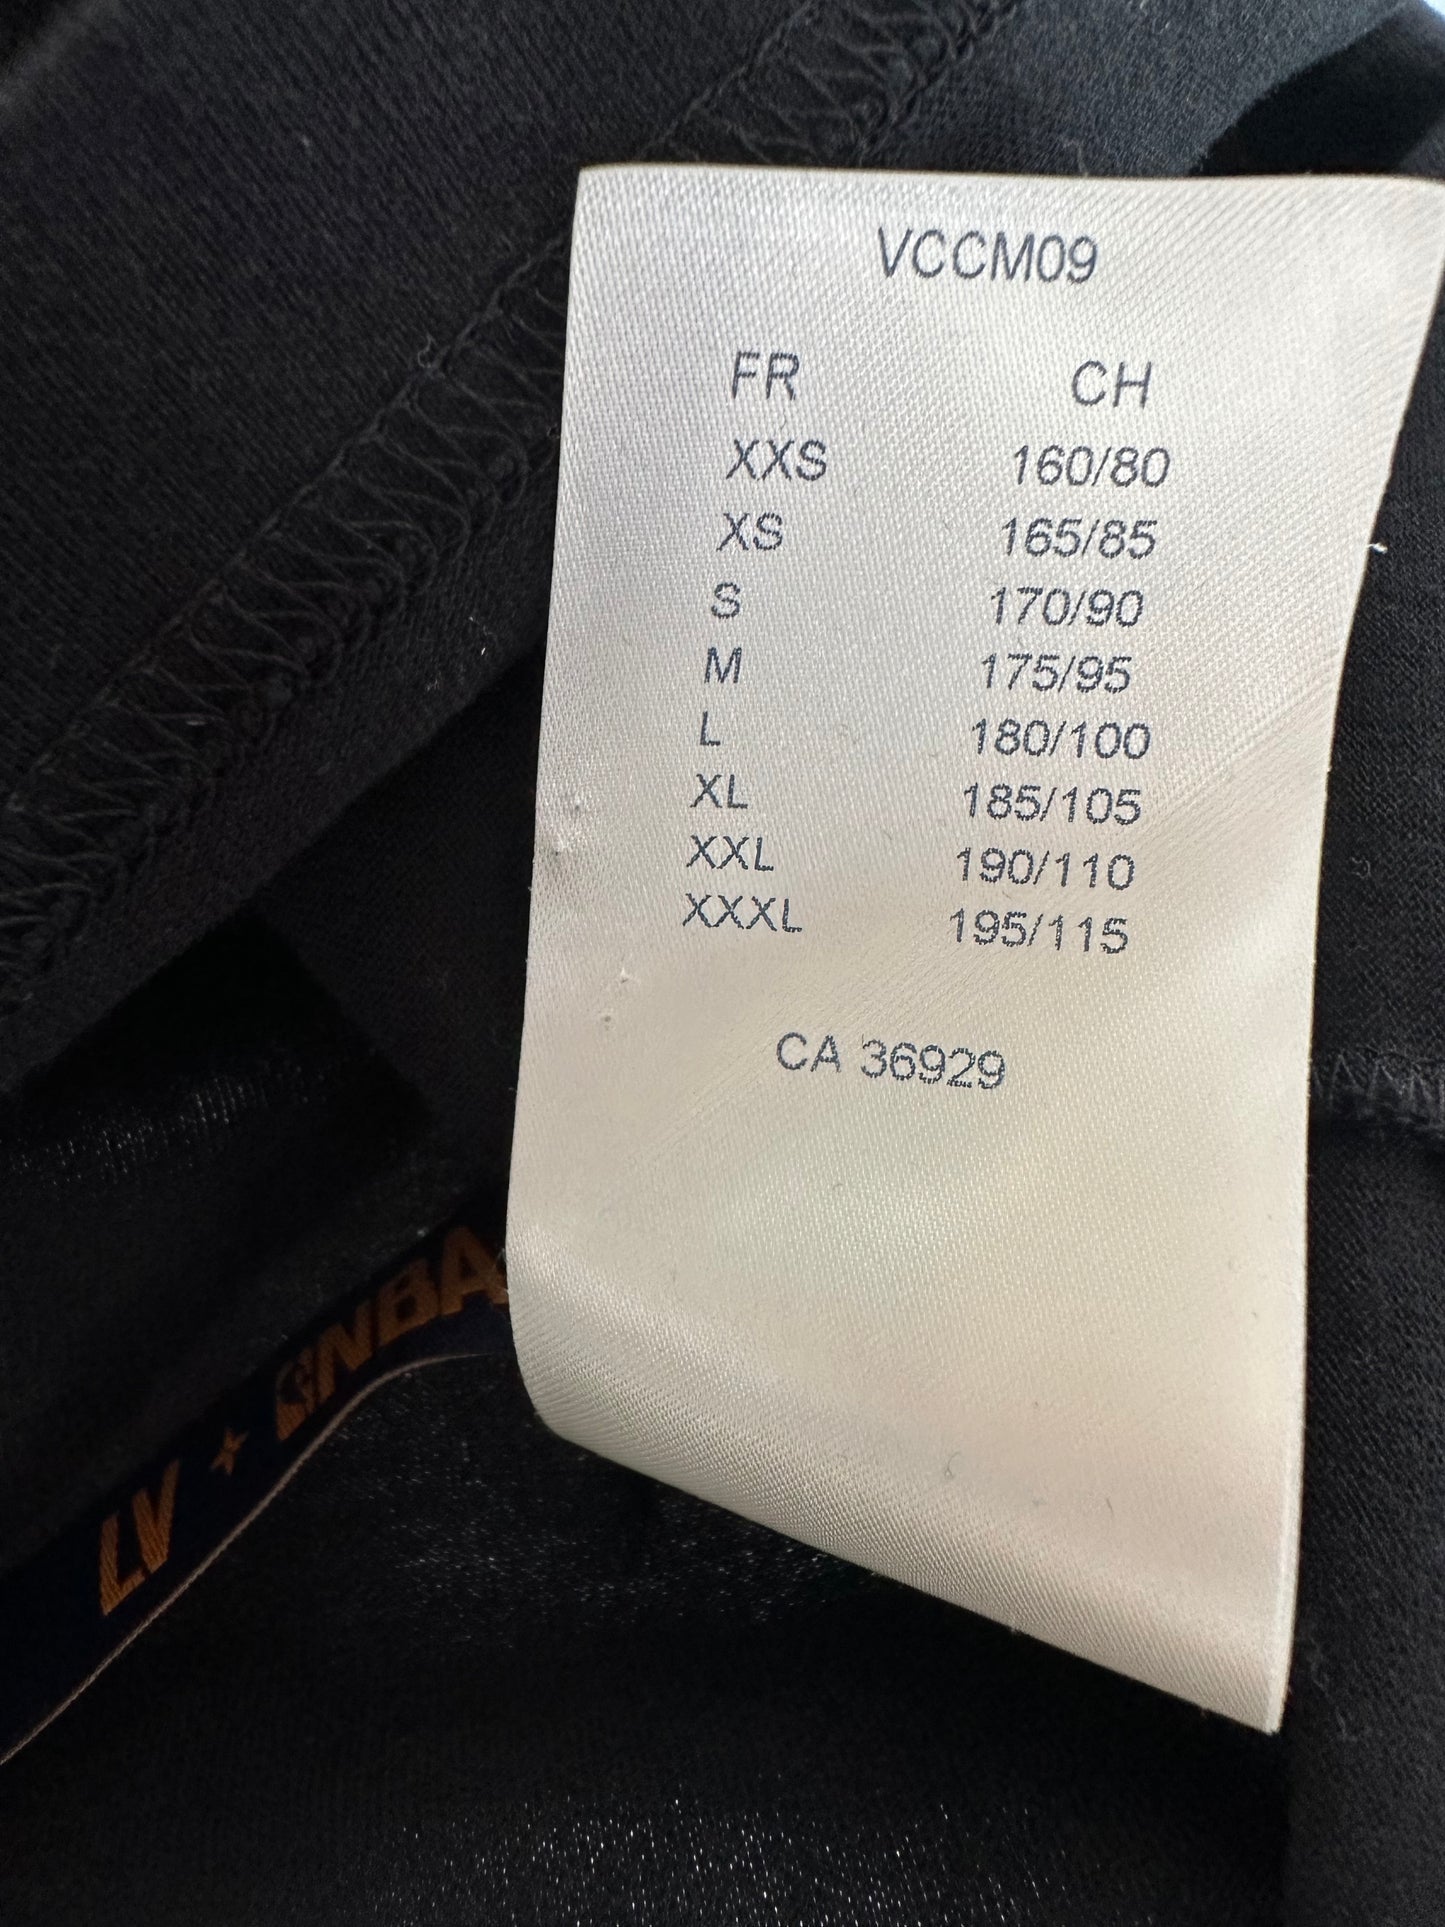 VCCM09
FR CH
XXS 160/80
XS 165/85
S 170/90
M 175/95
L 180/100
XL 185/105
XXL 190/110
XXXL 195/115
CA 36929
LV NBA